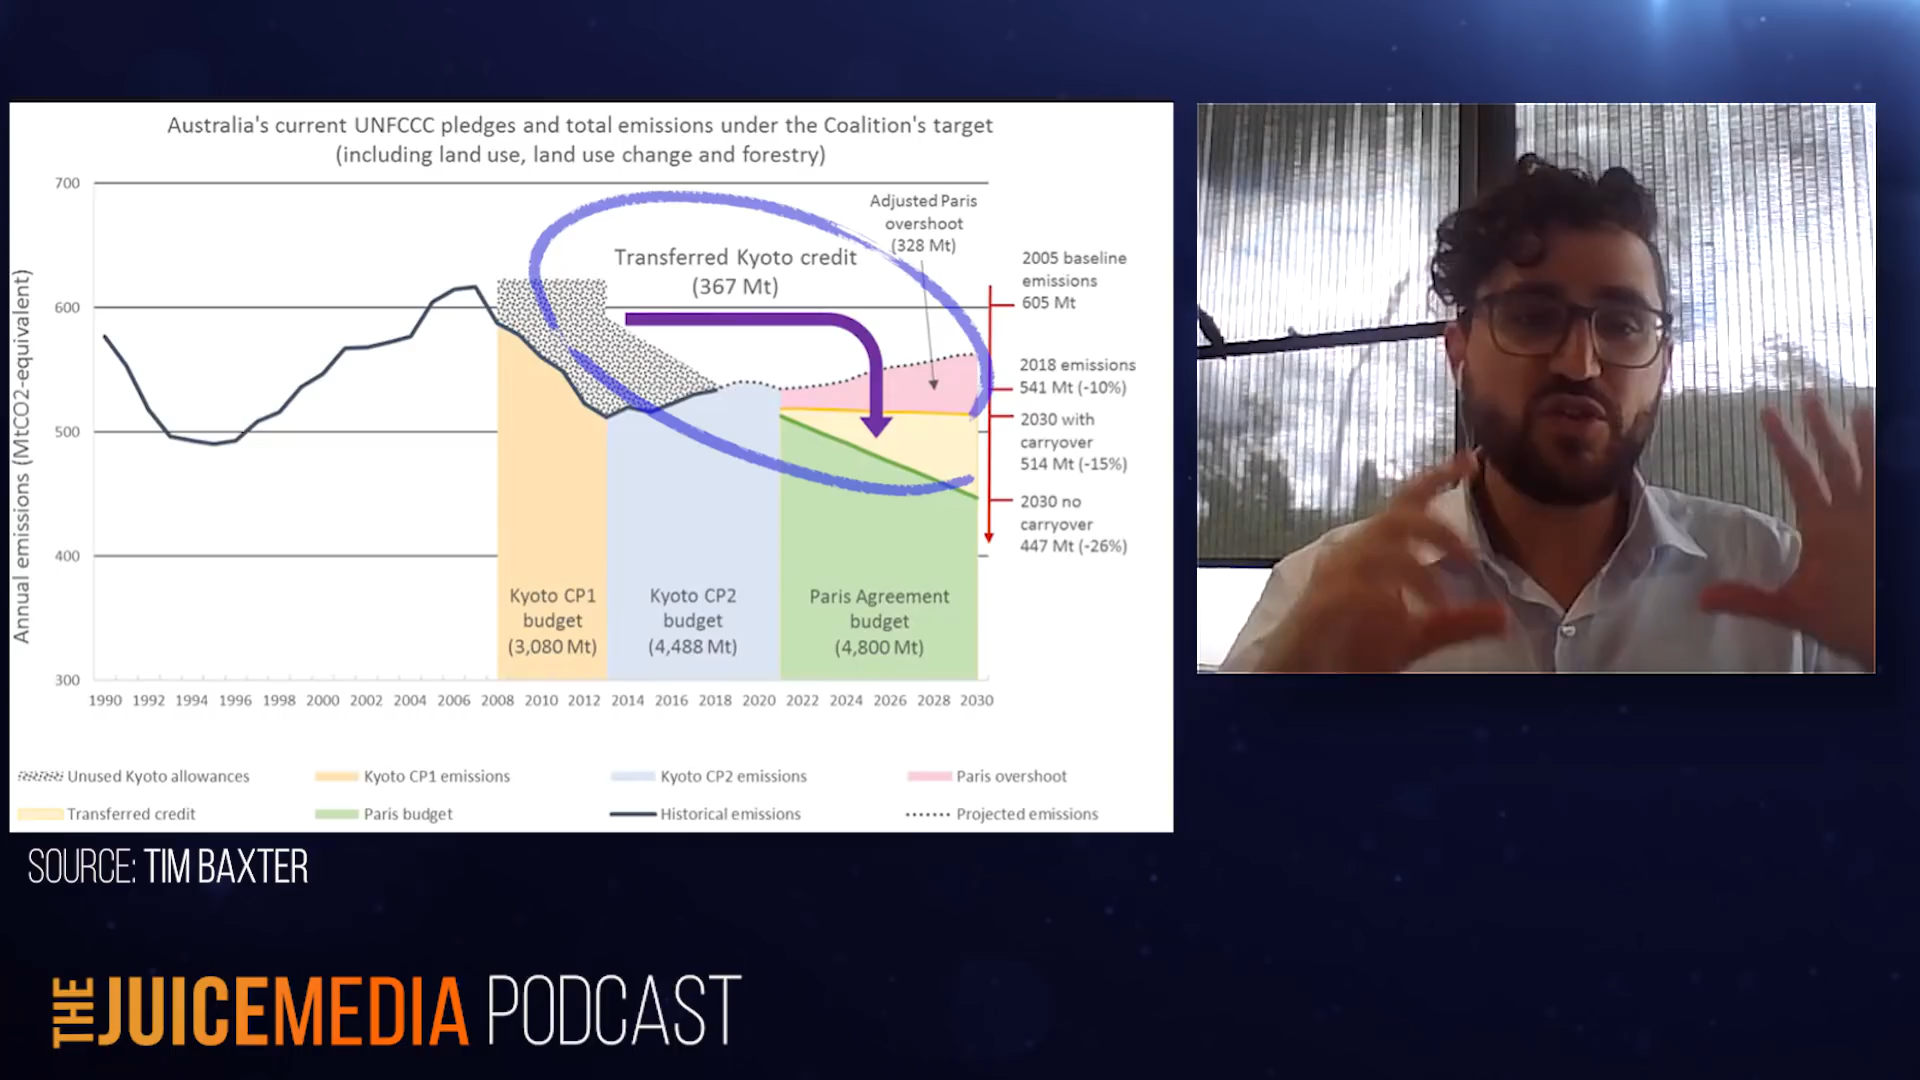 Australia's current UNFCCC pledges and total emissions under the Coalition's target
(including land use, land use change and forestry)
Annual emissions (MtCO2-equivalent)
700
600
500
400
300
Transferred Kyoto credit
(367 Mt)
Adjusted Paris
overshoot
(328 Mt)
2005 baseline
emissions
605 Mt
2018 emissions
541 Mt (-10%)
2030 with
carryover
514 Mt (-15%)
2030 no
carryover
447 Mt (-26%)
Kyoto CP1
budget
(3,080 Mt)
Kyoto CP2
budget
(4,488 Mt)
Paris Agreement
budget
(4,800 Mt)
1990 1992 1994 1996 1998 2000 2002 2004 2006 2008 2010 2012 2014 2016 2018 2020 2022 2024 2026 2028 2030
Unused Kyoto allowances Kyoto CP1 emissions Kyoto CP2 emissions Paris overshoot
Transferred credit Paris budget Historical emissions Projected emissions
SOURCE: TIM BAXTER
THE JUICEMEDIA PODCAST